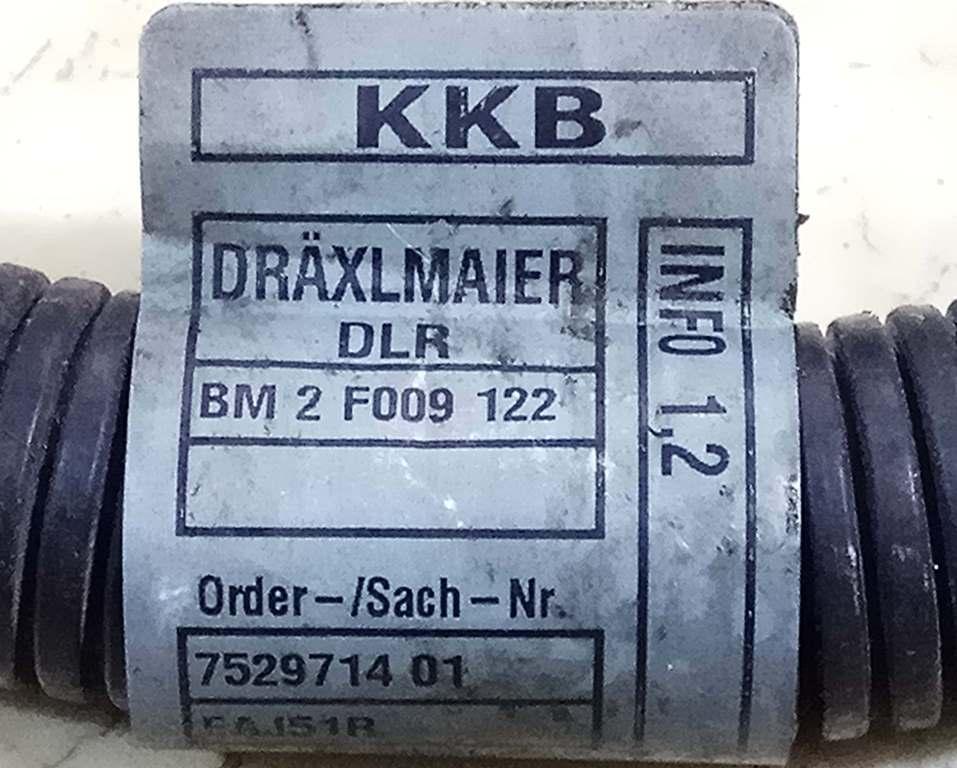 KKB
DRÄXLMAIER
DLR
BM 2 F009 122
INFO 1,2
Order-/Sach-Nr.
7529714 01